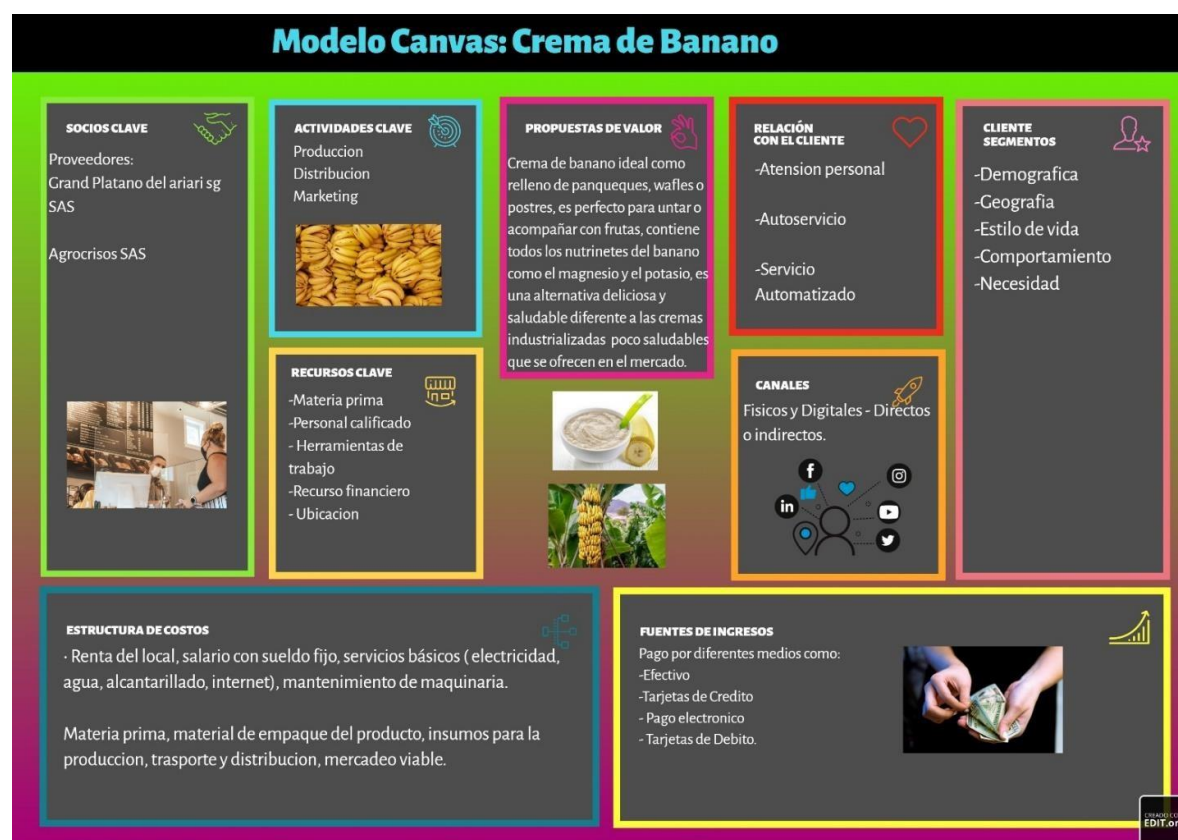 Modelo Canvas: Crema de Banano
SOCIOS CLAVE
Proveedores:
Grand Platano del ariari sg
SAS
Agrocrisos SAS
ACTIVIDADES CLAVE
Produccion
Distribucion
Marketing
RECURSOS CLAVE
-Materia prima
-Personal calificado
- Herramientas de
trabajo
-Recurso financiero
- Ubicacion
PROPUESTAS DE VALOR
Crema de banano ideal como
relleno de panqueques, wafles o
postres, es perfecto para untar o
acompañar con frutas, contiene
todos los nutrinetes del banano
como el magnesio y el potasio, es
una alternativa deliciosa y
saludable diferente a las cremas
industrializadas poco saludables
que se ofrecen en el mercado.
RELACIÓN
CON EL CLIENTE
-Atension personal
-Autoservicio
-Servicio
Automatizado
CANALES
Fisicos y Digitales - Directos
o indirectos.
f
in
CLIENTE
SEGMENTOS
-Demografica
-Geografia
-Estilo de vida
-Comportamiento
-Necesidad
ESTRUCTURA DE COSTOS
· Renta del local, salario con sueldo fijo, servicios básicos ( electricidad,
agua, alcantarillado, internet), mantenimiento de maquinaria.
Materia prima, material de empaque del producto, insumos para la
produccion, trasporte y distribucion, mercadeo viable.
FUENTES DE INGRESOS
Pago por diferentes medios como:
-Efectivo
-Tarjetas de Credito
- Pago electronico
- Tarjetas de Debito.
CREADO CO
EDIT.or